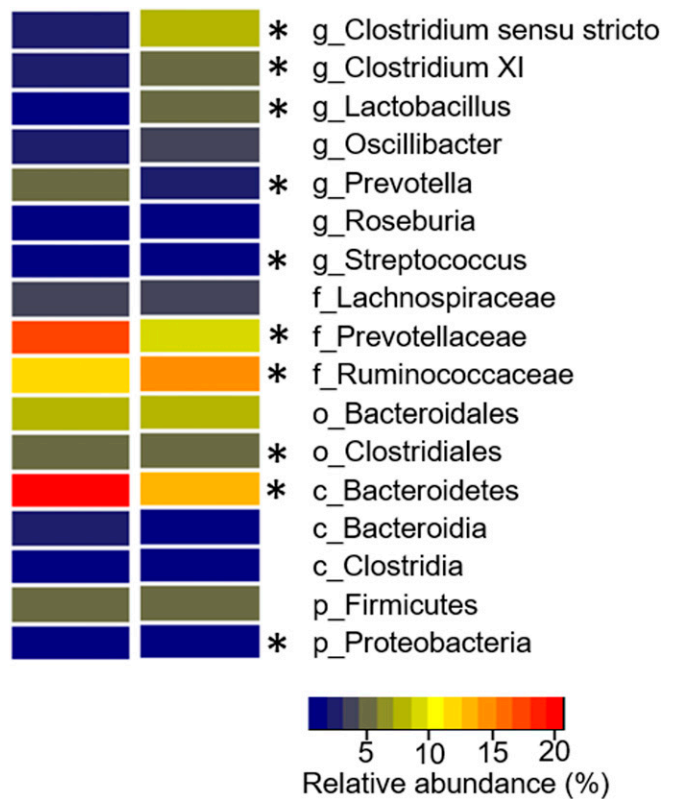 * g_Clostridium sensu stricto
* g_Clostridium XI
* g_Lactobacillus
g_Oscillibacter
* g_Prevotella
g_Roseburia
* g_Streptococcus
f_Lachnospiraceae
* f_Prevotellaceae
* f_Ruminococcaceae
o_Bacteroidales
* o_Clostridiales
* c_Bacteroidetes
c_Bacteroidia
c_Clostridia
p_Firmicutes
* p_Proteobacteria
5 10 15 20
Relative abundance (%)